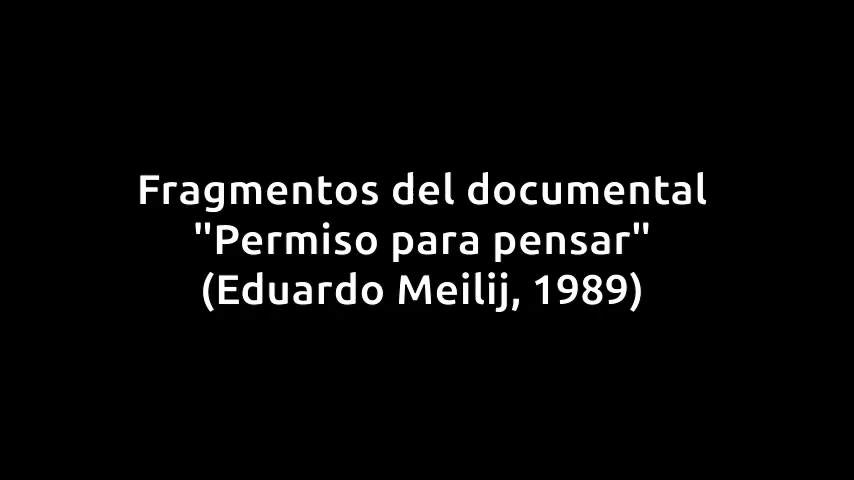 Fragmentos del documental
"Permiso para pensar"
(Eduardo Meilij, 1989)